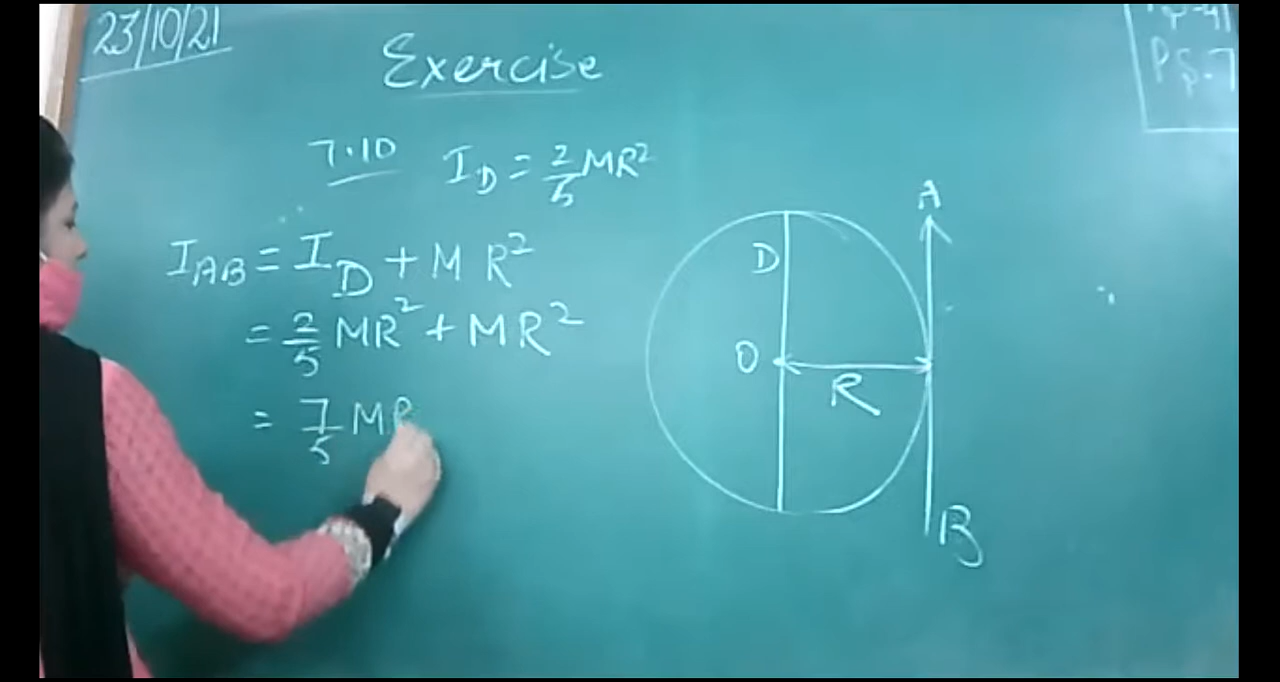 23/10/21
Exercise
7.10 I_D = 2/5 MR²
I_AB = I_D + M R²
= 2/5 MR² + MR²
= 7/5 MR
A
D
O
R
B
P S-7